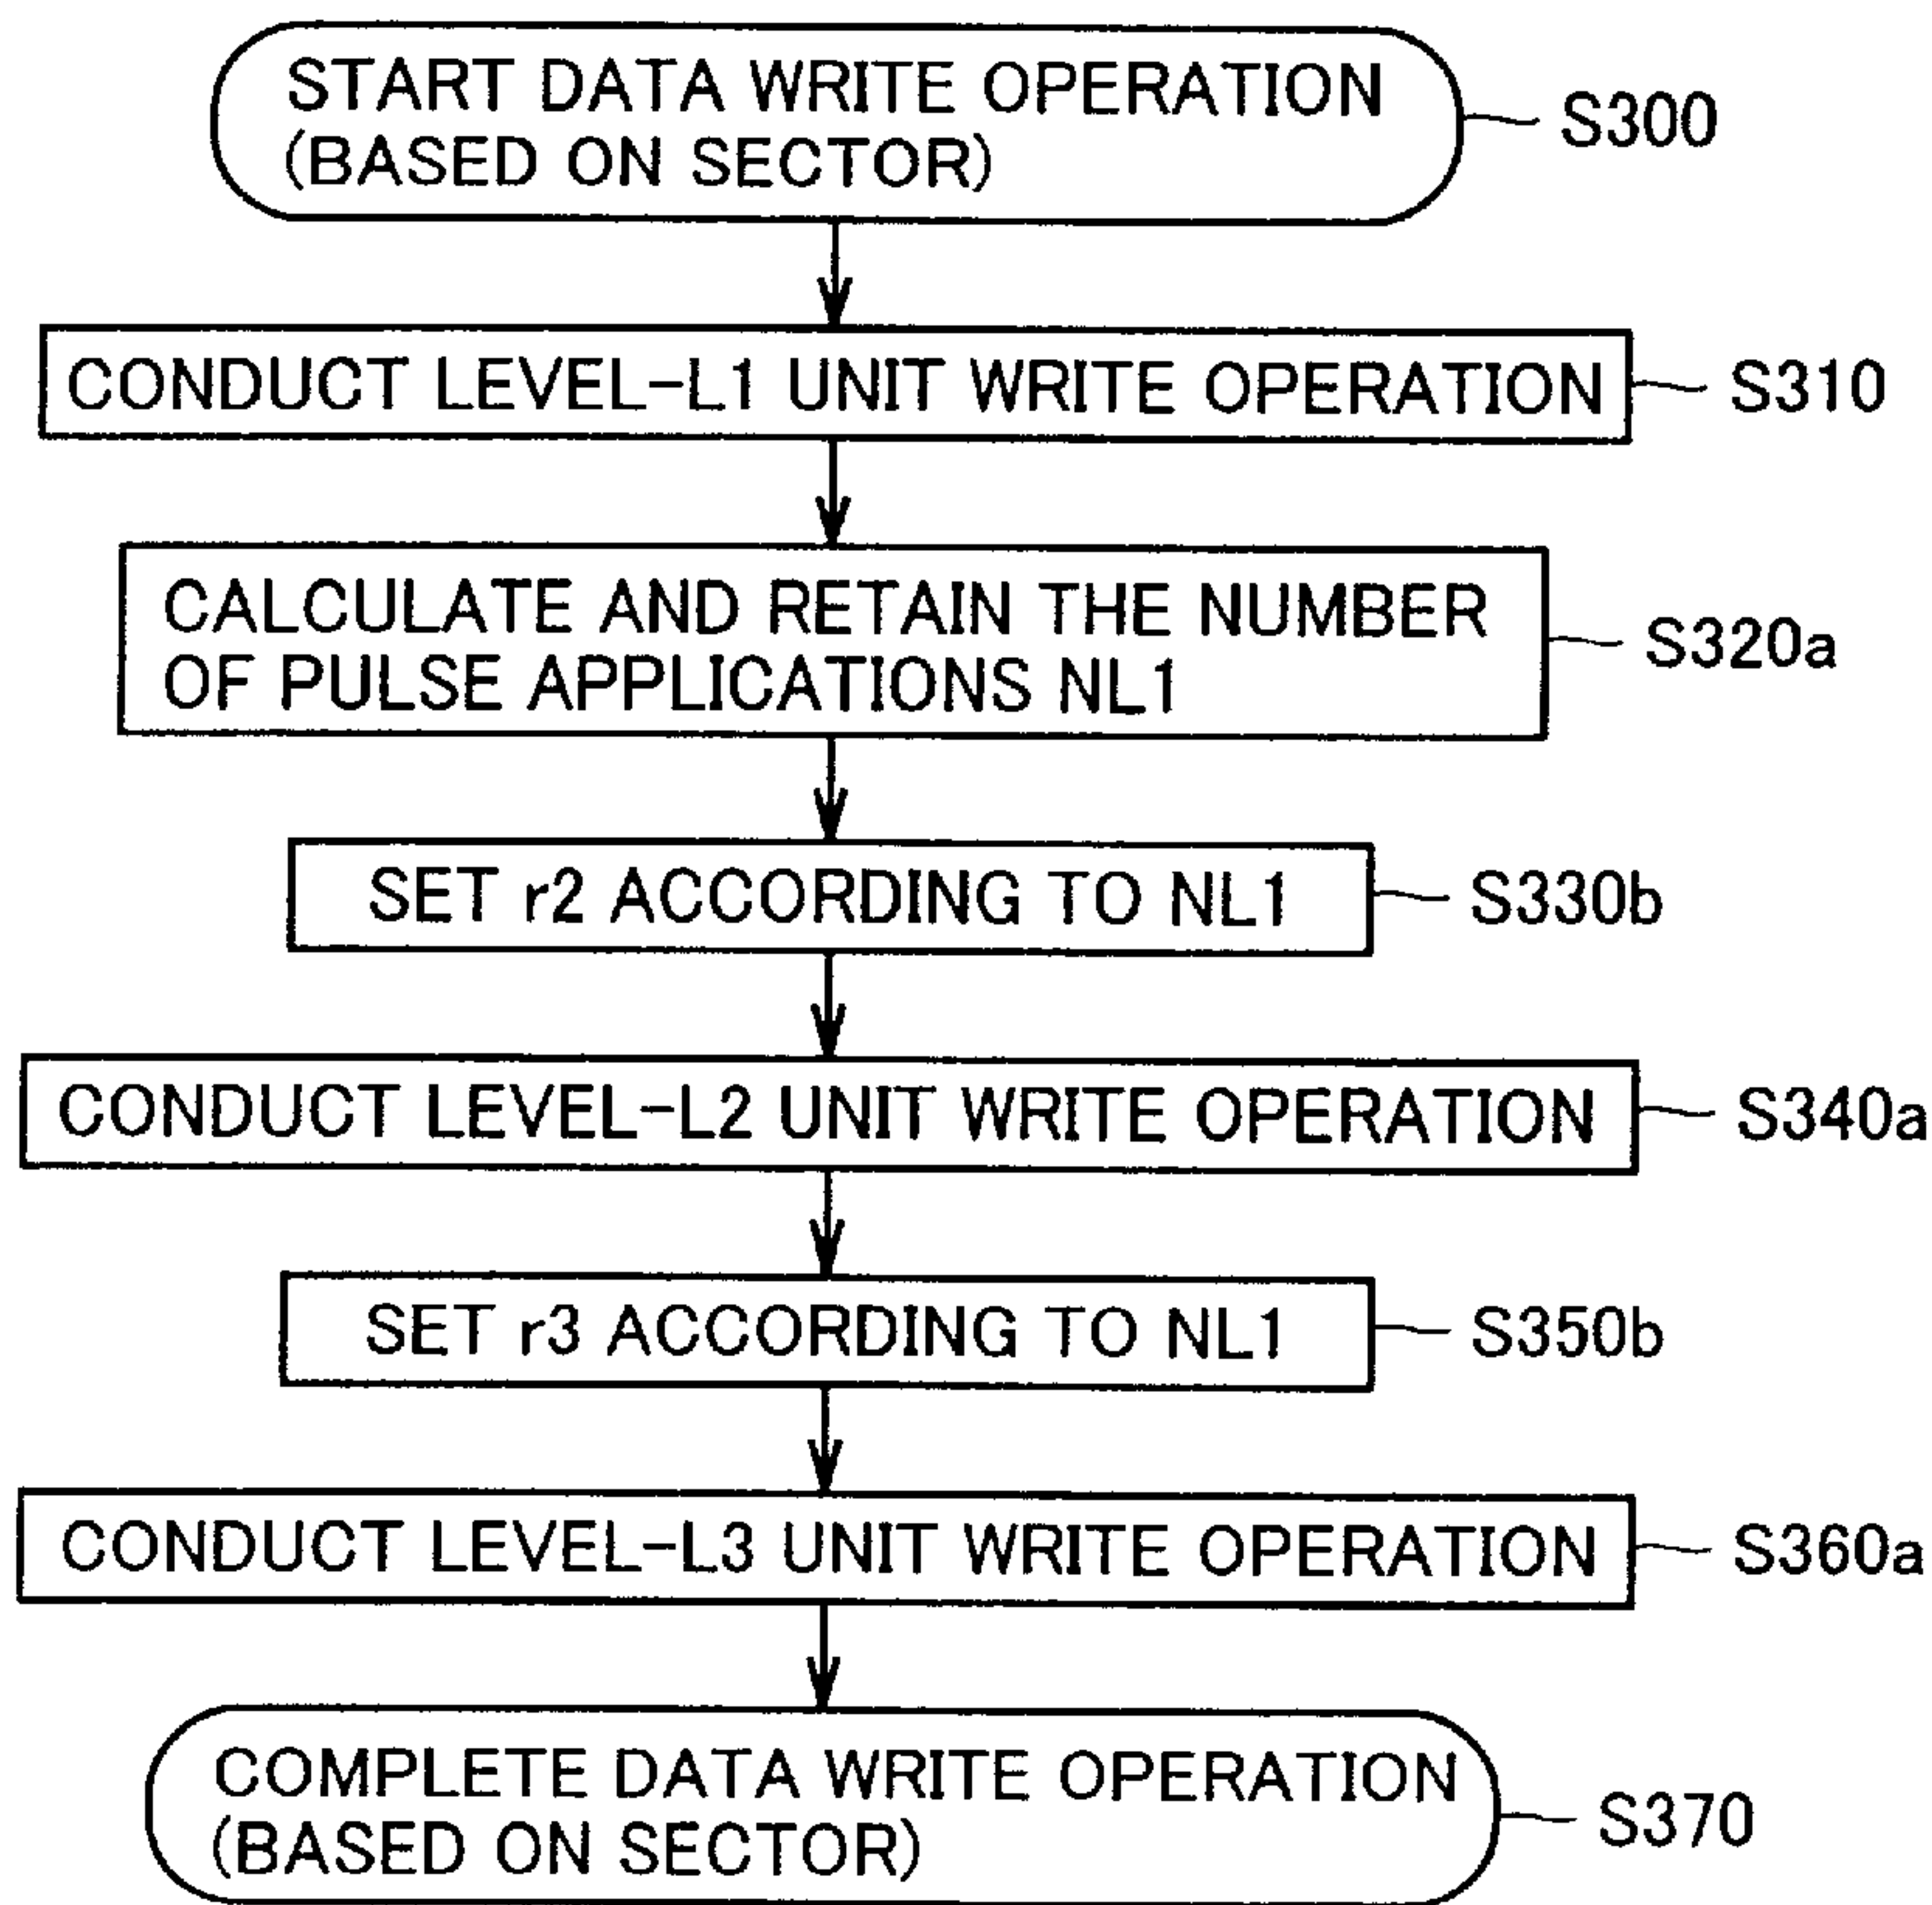 START DATA WRITE OPERATION
(BASED ON SECTOR)
S300
CONDUCT LEVEL-L1 UNIT WRITE OPERATION
S310
CALCULATE AND RETAIN THE NUMBER
OF PULSE APPLICATIONS NL1
S320a
SET r2 ACCORDING TO NL1
S330b
CONDUCT LEVEL-L2 UNIT WRITE OPERATION
S340a
SET r3 ACCORDING TO NL1
S350b
CONDUCT LEVEL-L3 UNIT WRITE OPERATION
S360a
COMPLETE DATA WRITE OPERATION
(BASED ON SECTOR)
S370